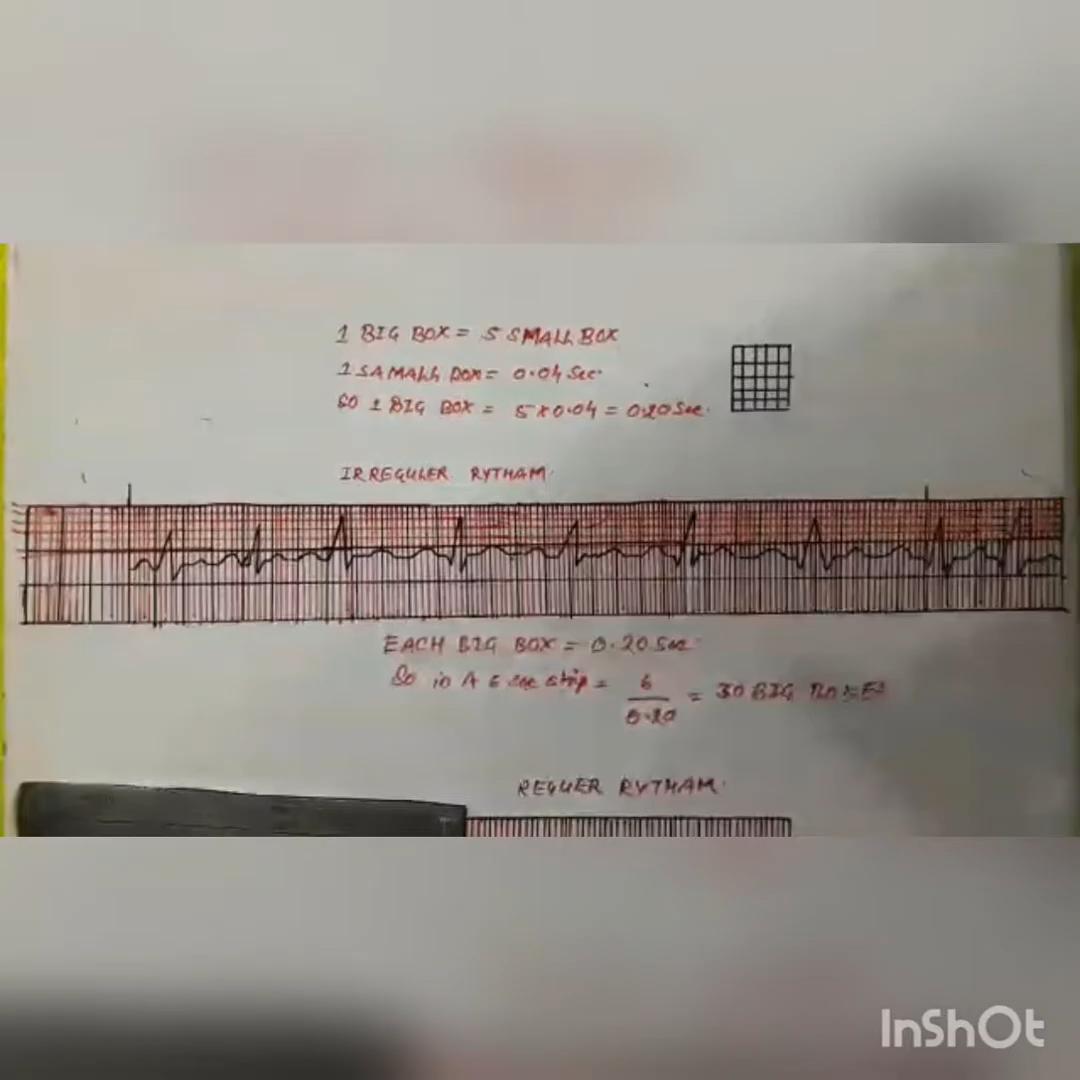 1 BIG BOX = 5 SMALL BOX
1 SAMALL BOX = 0.04 Sec.
SO 1 BIG BOX = 5 X 0.04 = 0.20 Sec.
IRREGULER RYTHAM.
EACH BIG BOX = 0.20 Sec.
So in A 6 sec strip = 6 / 0.20 = 30 BIG BOXES
REGUER RYTHAM.
InShOt